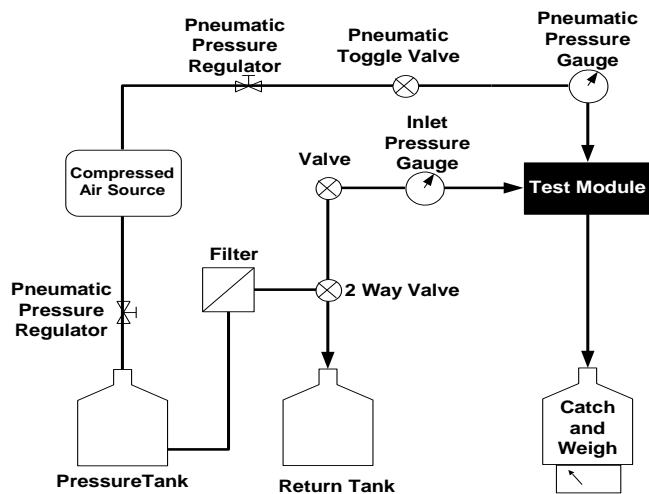 Pneumatic
Pressure
Regulator
Pneumatic
Toggle Valve
Pneumatic
Pressure
Gauge
Compressed
Air Source
Valve
Inlet
Pressure
Gauge
Test Module
Filter
2 Way Valve
Pneumatic
Pressure
Regulator
PressureTank
Return Tank
Catch
and
Weigh